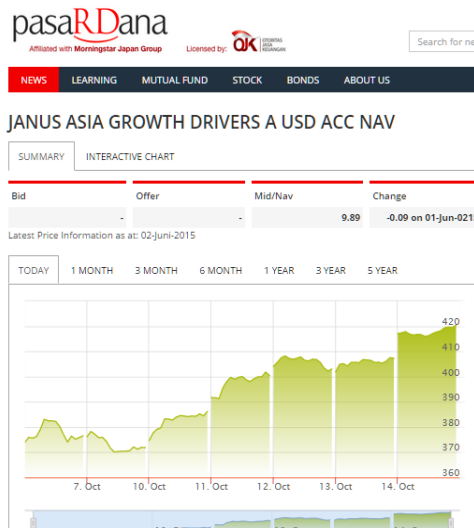 pasaRDana
Affiliated with Morningstar Japan Group
Licensed by: OJK OTORITAS JASA KEUANGAN
Search for ne
NEWS LEARNING MUTUAL FUND STOCK BONDS ABOUT US
JANUS ASIA GROWTH DRIVERS A USD ACC NAV
SUMMARY INTERACTIVE CHART
Bid Offer Mid/Nav Change
- - 9.89 -0.09 on 01-Jun-0215
Latest Price Information as at: 02-Juni-2015
TODAY 1 MONTH 3 MONTH 6 MONTH 1 YEAR 3 YEAR 5 YEAR
420
410
400
390
380
370
360
7. Oct 10. Oct 11. Oct 12. Oct 13. Oct 14. Oct